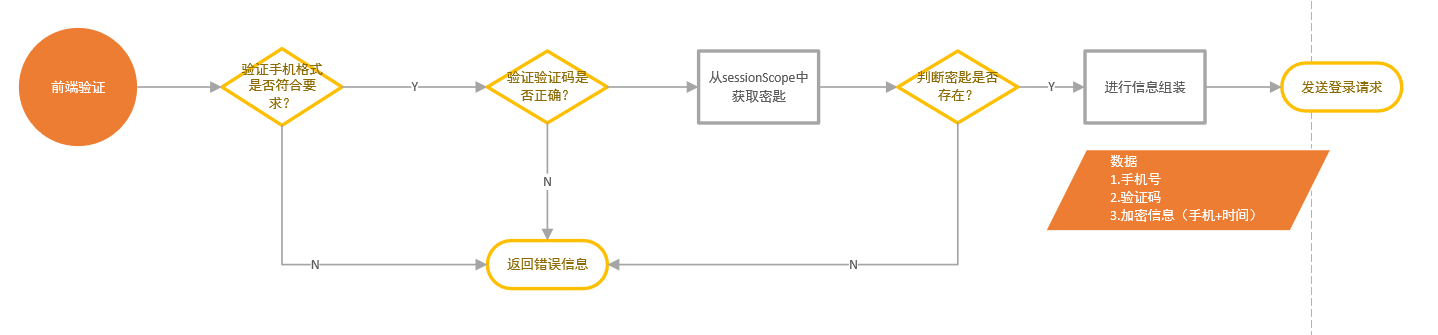 前端验证
验证手机格式
是否符合要
求？
Y
验证验证码是
否正确？
从sessionScope中
获取密匙
判断密匙是否
存在？
Y
进行信息组装
发送登录请求
数据
1.手机号
2.验证码
3.加密信息（手机+时间）
N
N
返回错误信息
N